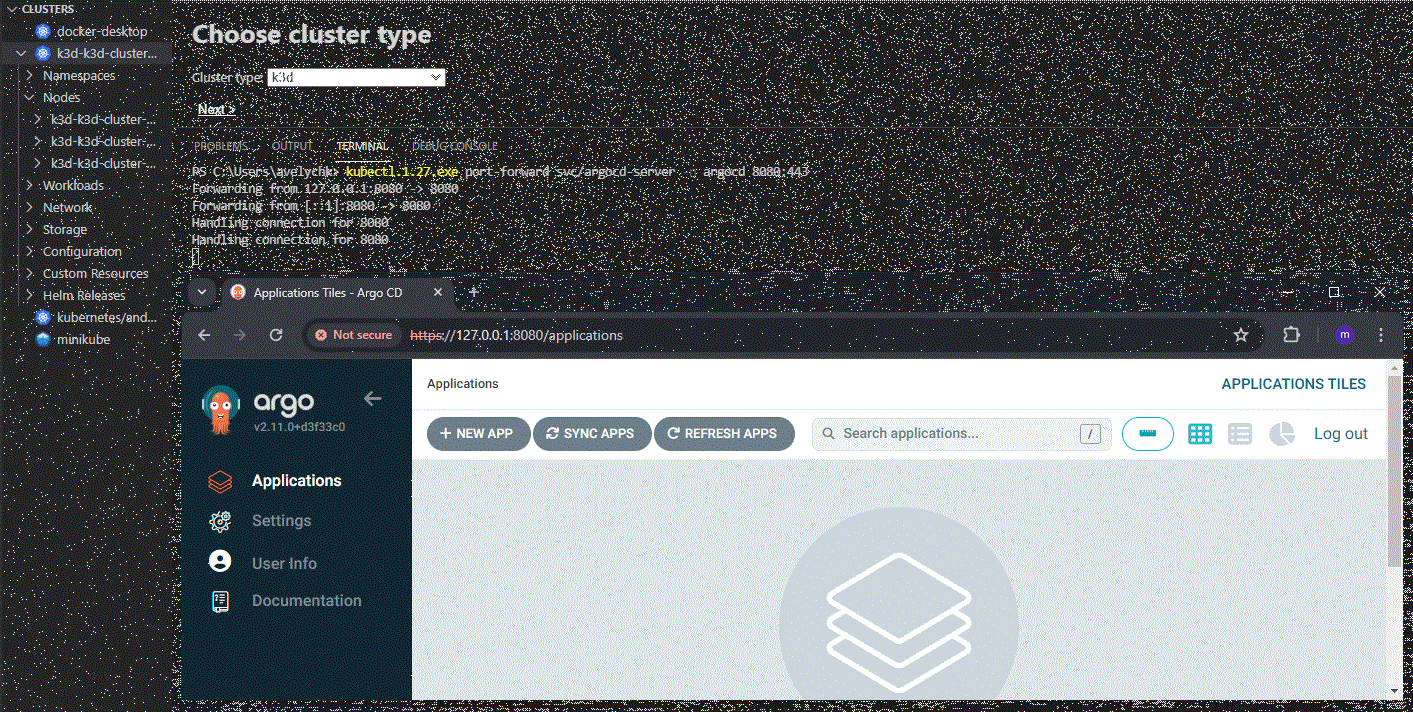 CLUSTERS
docker-desktop
k3d-k3d-cluster...
Namespaces
Nodes
k3d-k3d-cluster-...
k3d-k3d-cluster-...
k3d-k3d-cluster-...
Workloads
Network
Storage
Configuration
Custom Resources
Helm Releases
kubernetes/and...
minikube
Choose cluster type
Cluster type: k3d
Next >
PROBLEMS OUTPUT TERMINAL DEBUG CONSOLE
PS C:\Users\avelychk> kubectl.1.27.exe port-forward svc/argocd-server argocd 8080:443
Forwarding from 127.0.0.1:8080 -> 8080
Forwarding from [::1]:8080 -> 8080
Handling connection for 8080
Handling connection for 8080
Applications Tiles - Argo CD
Not secure https://127.0.0.1:8080/applications
m
argo
v2.11.0+d3f33c0
Applications
Settings
User Info
Documentation
Applications APPLICATIONS TILES
+ NEW APP SYNC APPS REFRESH APPS Search applications... / Log out